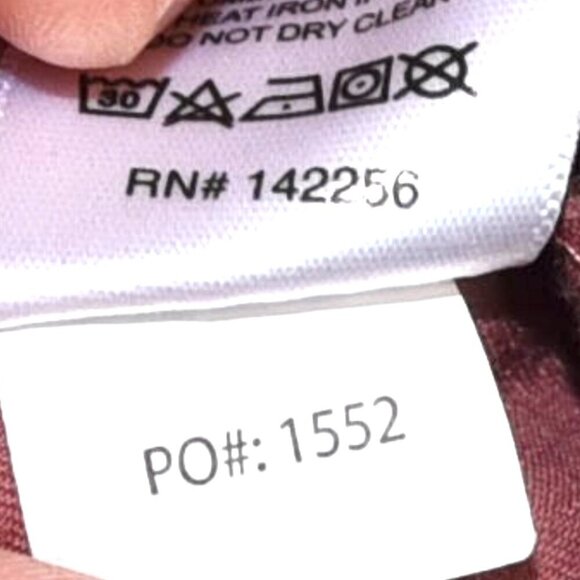 HEAT IRON
DO NOT DRY CLEAN
30
RN# 142256
PO#: 1552